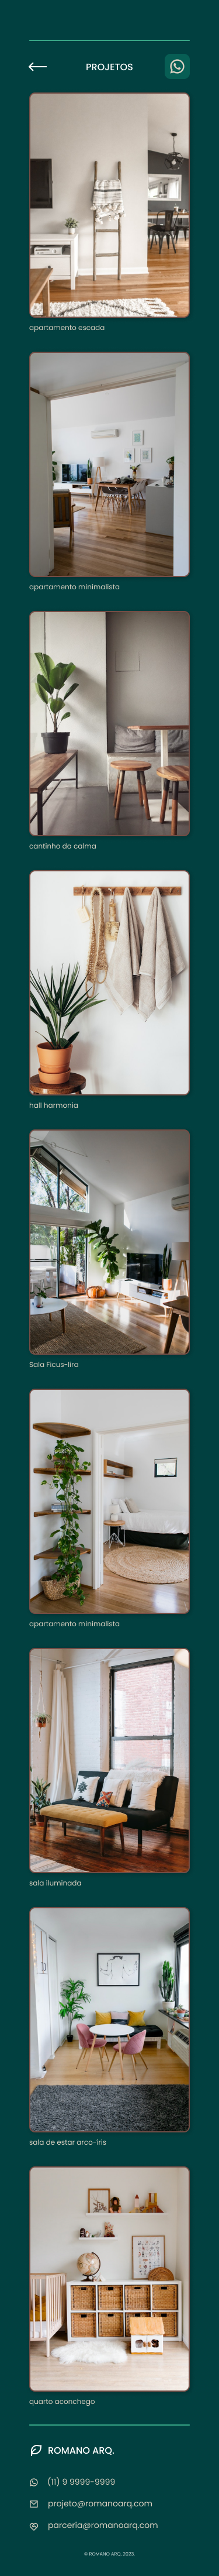 PROJETOS
apartamento escada
apartamento minimalista
cantinho da calma
hall harmonia
Sala Ficus-lira
apartamento minimalista
sala iluminada
sala de estar arco-íris
quarto aconchego
ROMANO ARQ.
(11) 9 9999-9999
projeto@romanoarq.com
parceria@romanoarq.com
© ROMANO ARQ, 2023.